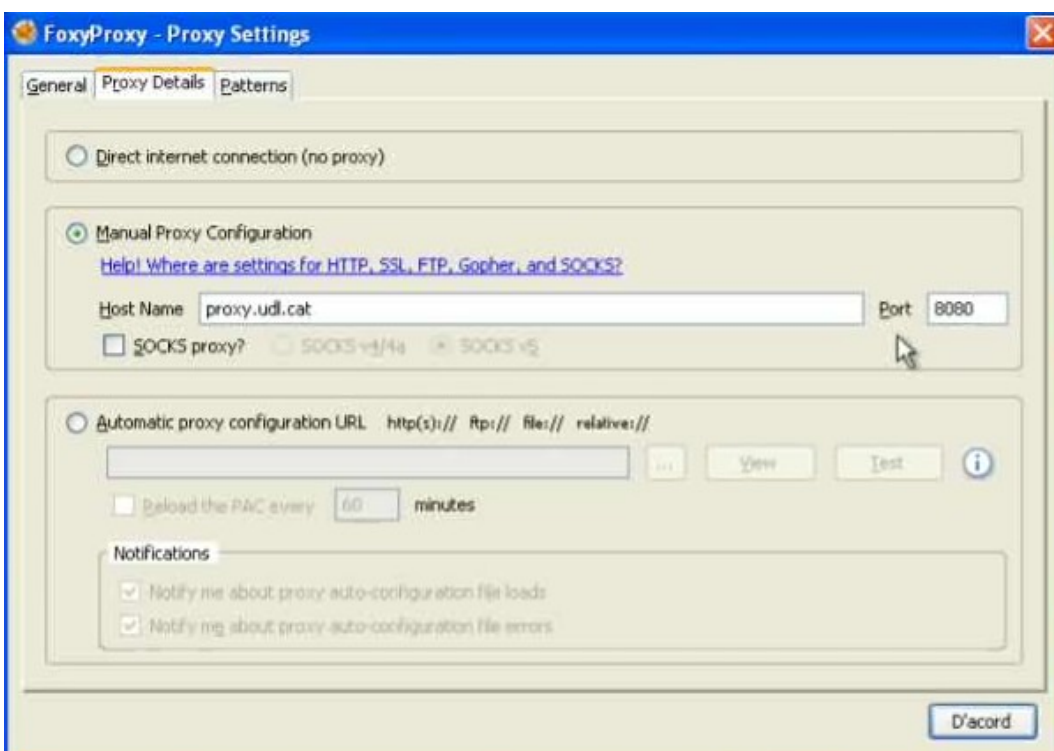 FoxyProxy - Proxy Settings
General Proxy Details Patterns
Direct internet connection (no proxy)
Manual Proxy Configuration
Help! Where are settings for HTTP, SSL, FTP, Gopher, and SOCKS?
Host Name proxy.udl.cat Port 8080
SOCKS proxy? SOCKS v4/4a SOCKS v5
Automatic proxy configuration URL http(s):// ftp:// file:// relative://
... View Test
Reload the PAC every 60 minutes
Notifications
Notify me about proxy auto-configuration file loads
Notify me about proxy auto-configuration file errors
D'acord